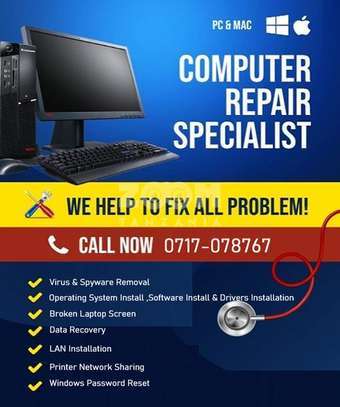 PC & MAC
COMPUTER
REPAIR
SPECIALIST
ZOOM
TANZANIA
WE HELP TO FIX ALL PROBLEM!
CALL NOW 0717-078767
Virus & Spyware Removal
Operating System Install ,Software Install & Drivers Installation
Broken Laptop Screen
Data Recovery
LAN Installation
Printer Network Sharing
Windows Password Reset